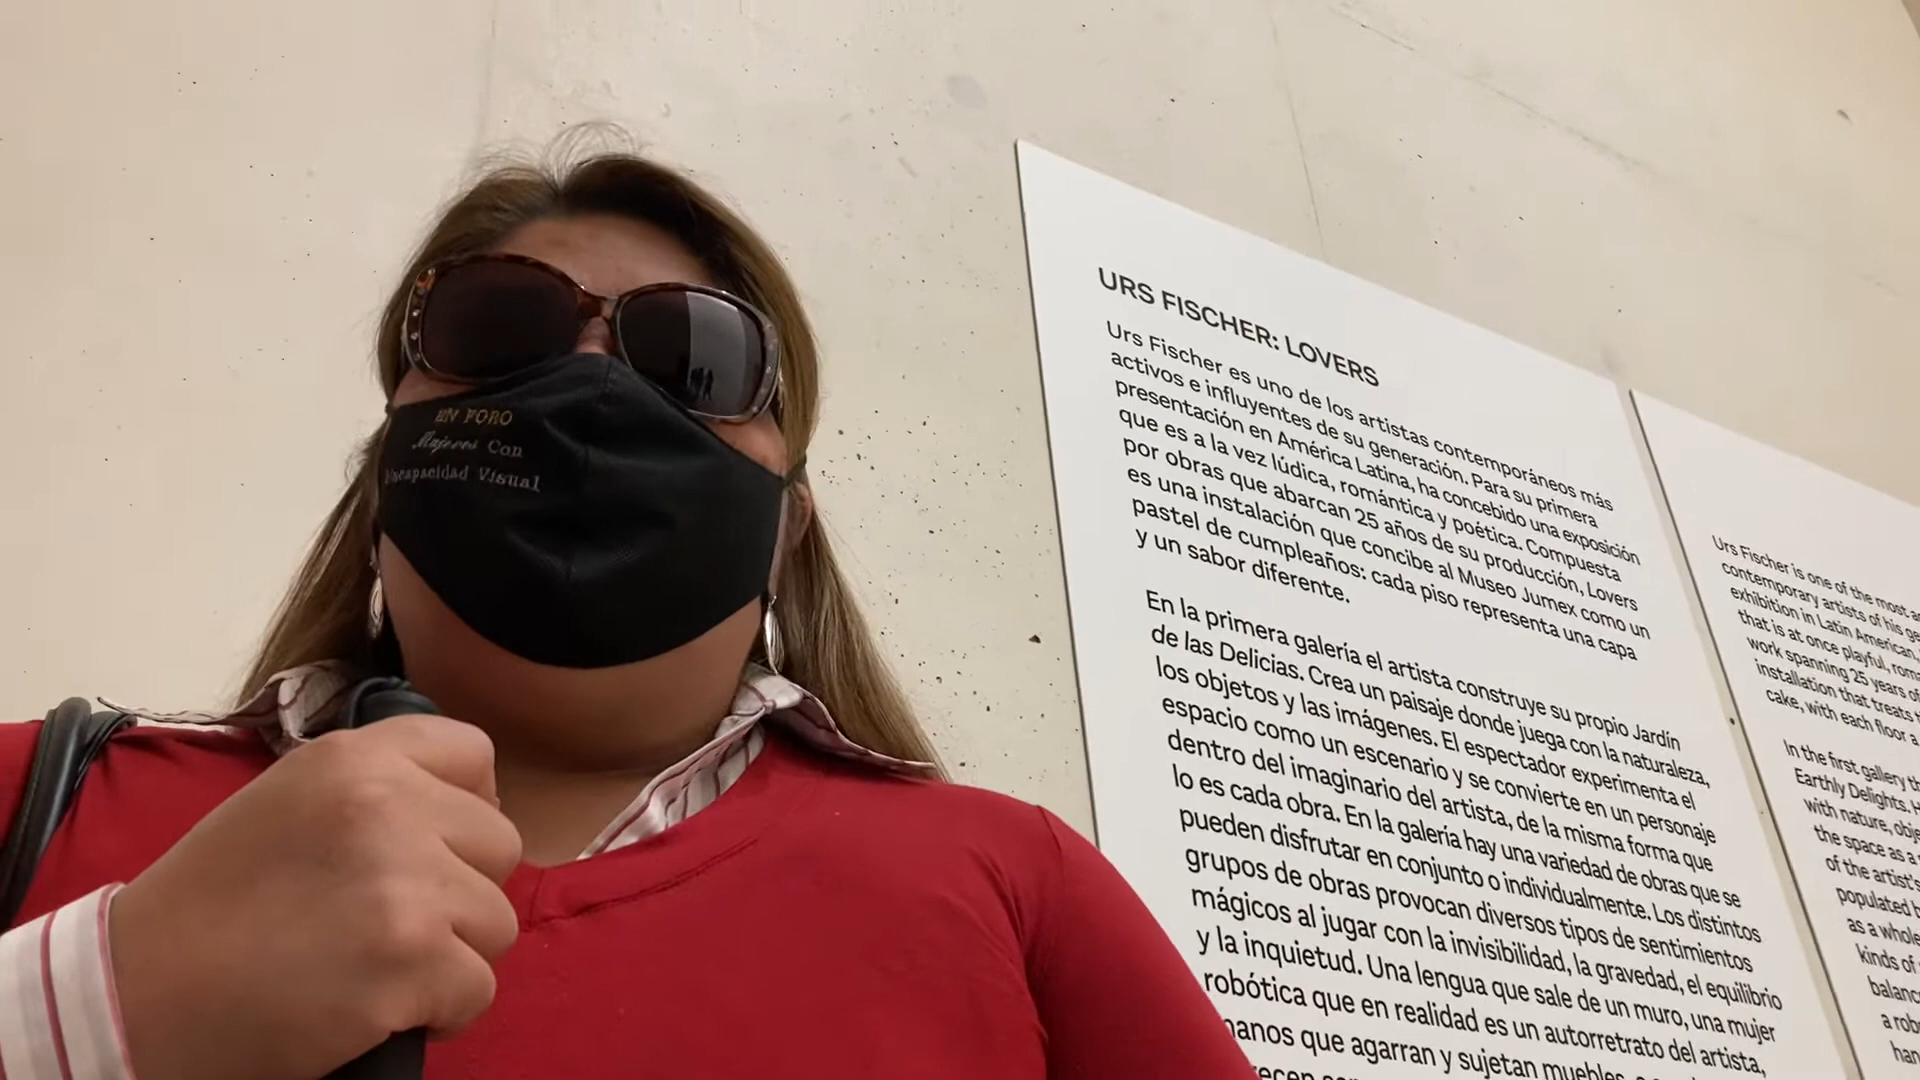 EN FORO
Mujeres Con
Discapacidad Visual
URS FISCHER: LOVERS
Urs Fischer es uno de los artistas contemporáneos más
activos e influyentes de su generación. Para su primera
presentación en América Latina, ha concebido una exposición
que es a la vez lúdica, romántica y poética. Compuesta
por obras que abarcan 25 años de su producción, Lovers
es una instalación que concibe al Museo Jumex como un
pastel de cumpleaños: cada piso representa una capa
y un sabor diferente.
En la primera galería el artista construye su propio Jardín
de las Delicias. Crea un paisaje donde juega con la naturaleza,
los objetos y las imágenes. El espectador experimenta el
espacio como un escenario y se convierte en un personaje
dentro del imaginario del artista, de la misma forma que
lo es cada obra. En la galería hay una variedad de obras que se
pueden disfrutar en conjunto o individualmente. Los distintos
grupos de obras provocan diversos tipos de sentimientos
mágicos al jugar con la invisibilidad, la gravedad, el equilibrio
y la inquietud. Una lengua que sale de un muro, una mujer
robótica que en realidad es un autorretrato del artista,
manos que agarran y sujetan muebles
Urs Fischer is one of the most
contemporary artists of his
exhibition in Latin American,
that is at once playful,
work spanning 25 years of
installation that treats
cake, with each floor a
In the first gallery
Earthly Delights.
with nature,
the space as a
of the artist's
populated
as a whole
kinds of
a